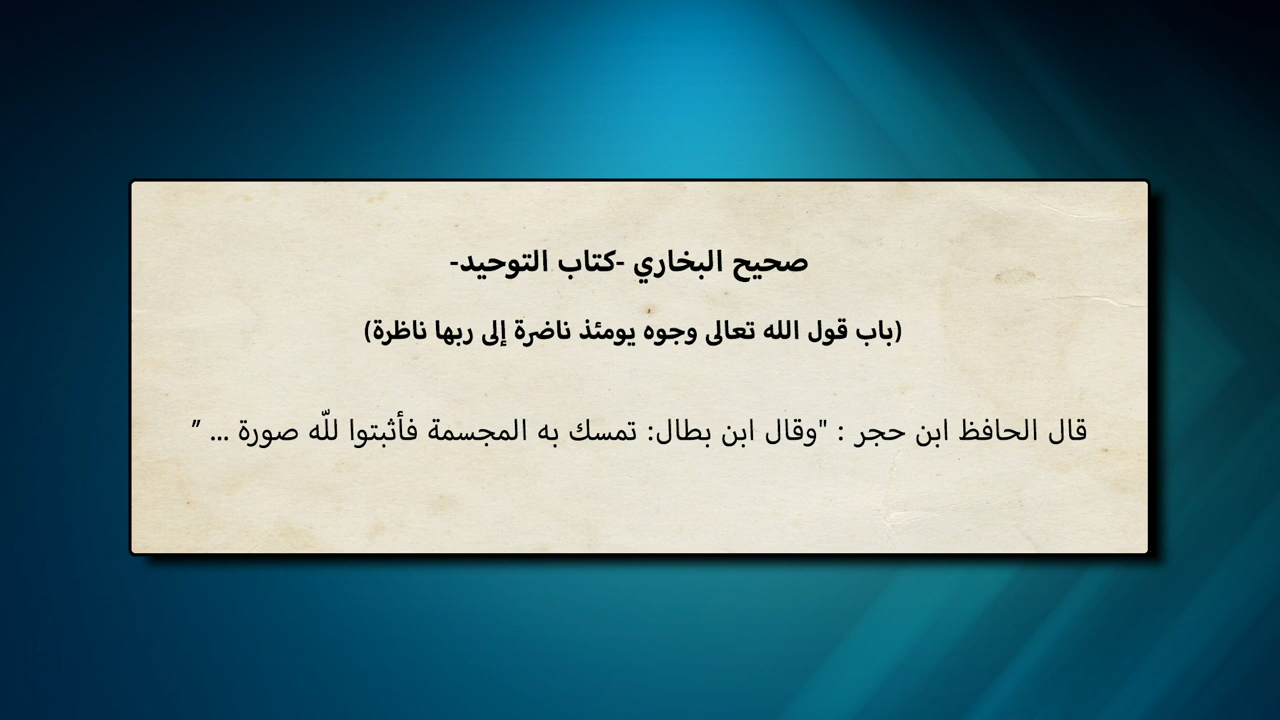 صحيح البخاري -كتاب التوحيد-
(باب قول الله تعالى وجوه يومئذ ناضرة إلى ربها ناظرة)
قال الحافظ ابن حجر : "وقال ابن بطال: تمسك به المجسمة فأثبتوا للّه صورة ... "